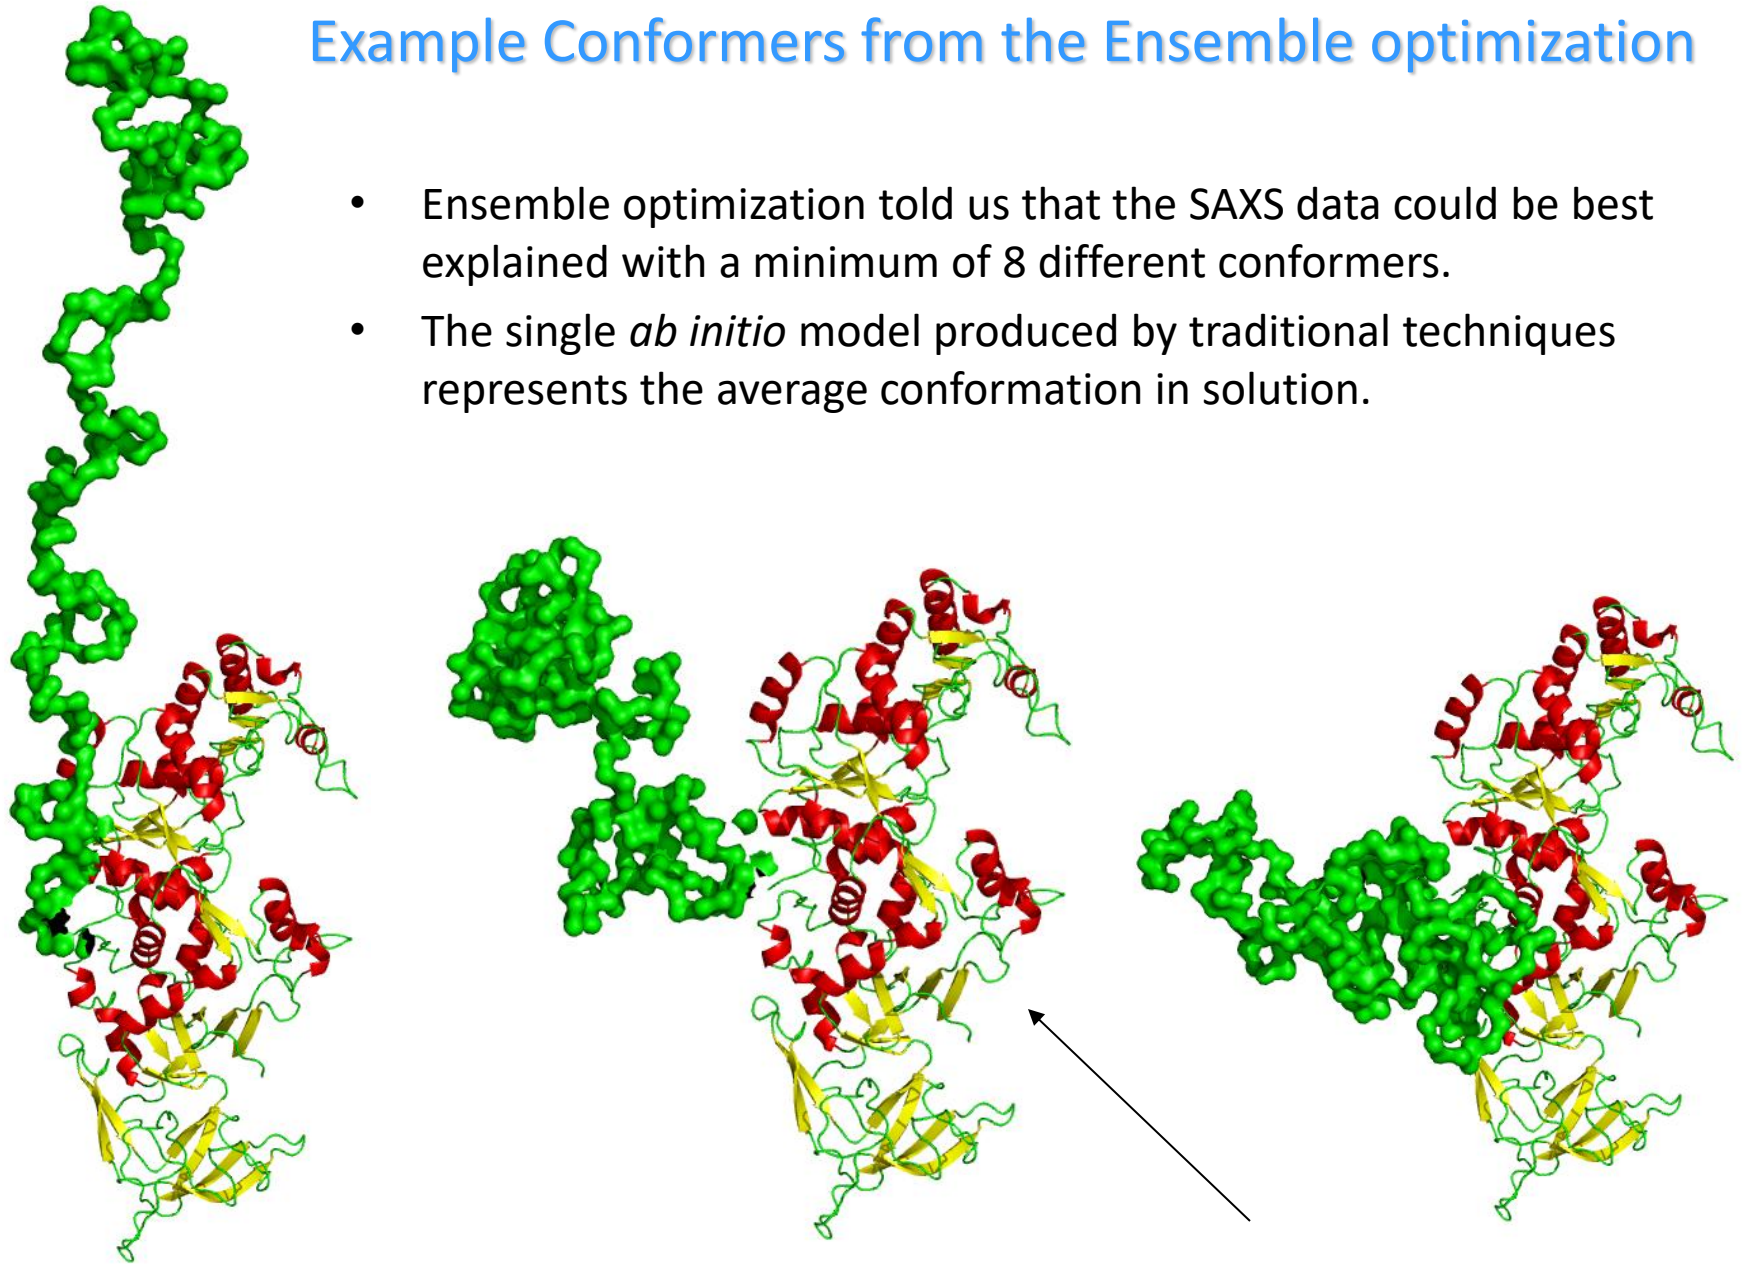 Example Conformers from the Ensemble optimization
• Ensemble optimization told us that the SAXS data could be best
explained with a minimum of 8 different conformers.
• The single ab initio model produced by traditional techniques
represents the average conformation in solution.